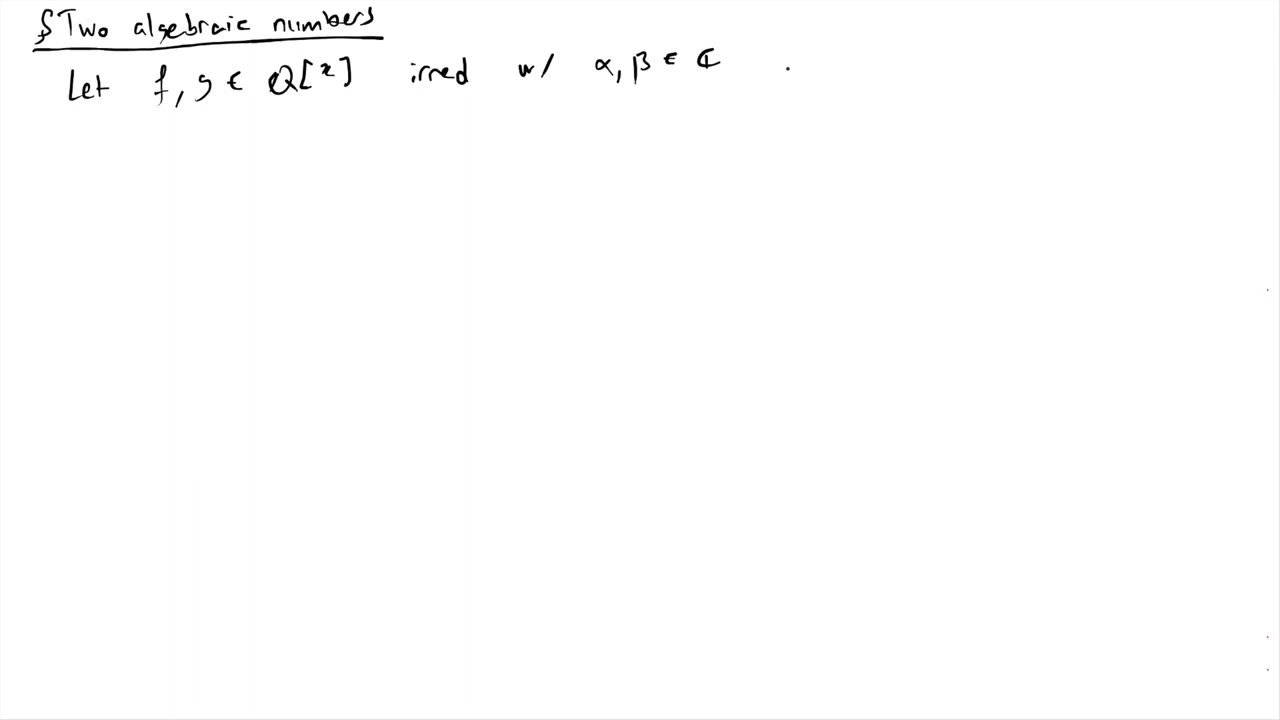 § Two algebraic numbers
Let f, g ∈ Q[x] irred w/ α, β ∈ ℂ